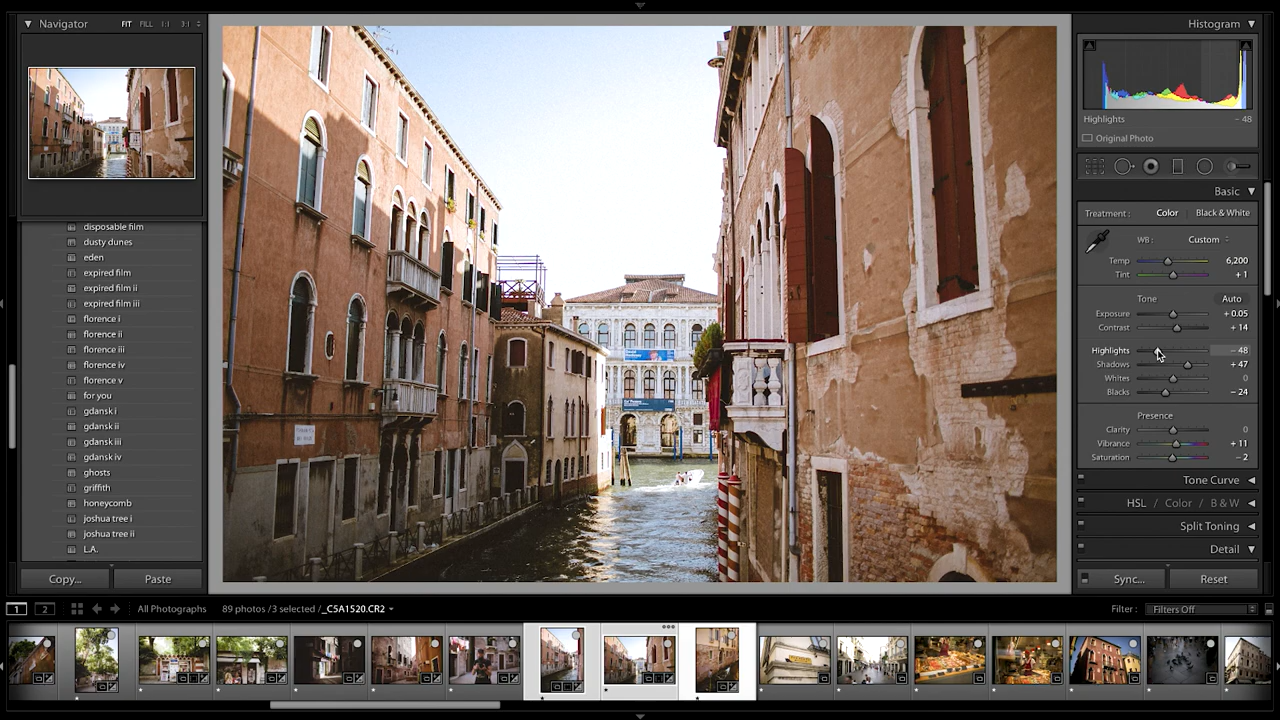 Navigator
FIT FILL 1:1 3:1
disposable film
dusty dunes
eden
expired film
expired film ii
expired film iii
florence i
florence ii
florence iii
florence iv
florence v
for you
gdansk i
gdansk ii
gdansk iii
gdansk iv
ghosts
griffith
honeycomb
joshua tree i
joshua tree ii
L.A.
Copy... Paste
Histogram
Highlights – 48
Original Photo
Basic
Treatment : Color Black & White
WB : Custom
Temp 6,200
Tint + 1
Tone Auto
Exposure + 0.05
Contrast + 14
Highlights – 48
Shadows + 47
Whites 0
Blacks – 24
Presence
Clarity 0
Vibrance + 11
Saturation – 2
Tone Curve
HSL / Color / B & W
Split Toning
Detail
Sync... Reset
1 2 All Photographs 89 photos /3 selected /_C5A1520.CR2
Filter : Filters Off